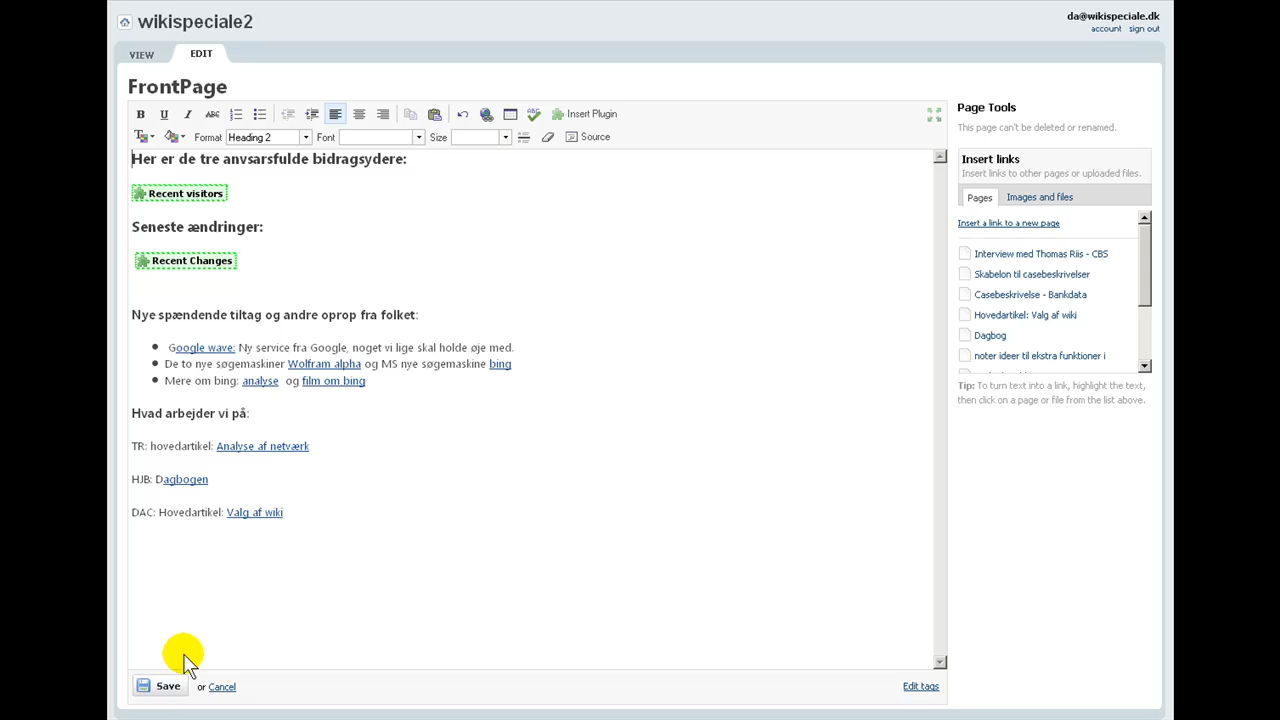 wikispeciale2
da@wikispeciale.dk
account sign out
VIEW EDIT
FrontPage
B U I ABC Insert Plugin
Format Heading 2 Font Size Source
Her er de tre anvsarsfulde bidragsydere:
Recent visitors
Seneste ændringer:
Recent Changes
Nye spændende tiltag og andre oprop fra folket:
Google wave: Ny service fra Google, noget vi lige skal holde øje med.
De to nye søgemaskiner Wolfram alpha og MS nye søgemaskine bing
Mere om bing: analyse og film om bing
Hvad arbejder vi på:
TR: hovedartikel: Analyse af netværk
HJB: Dagbogen
DAC: Hovedartikel: Valg af wiki
Save or Cancel
Edit tags
Page Tools
This page can't be deleted or renamed.
Insert links
Insert links to other pages or uploaded files.
Pages Images and files
Insert a link to a new page
Interview med Thomas Riis - CBS
Skabelon til casebeskrivelser
Casebeskrivelse - Bankdata
Hovedartikel: Valg af wiki
Dagbog
noter ideer til ekstra funktioner i
Tip: To turn text into a link, highlight the text,
then click on a page or file from the list above.